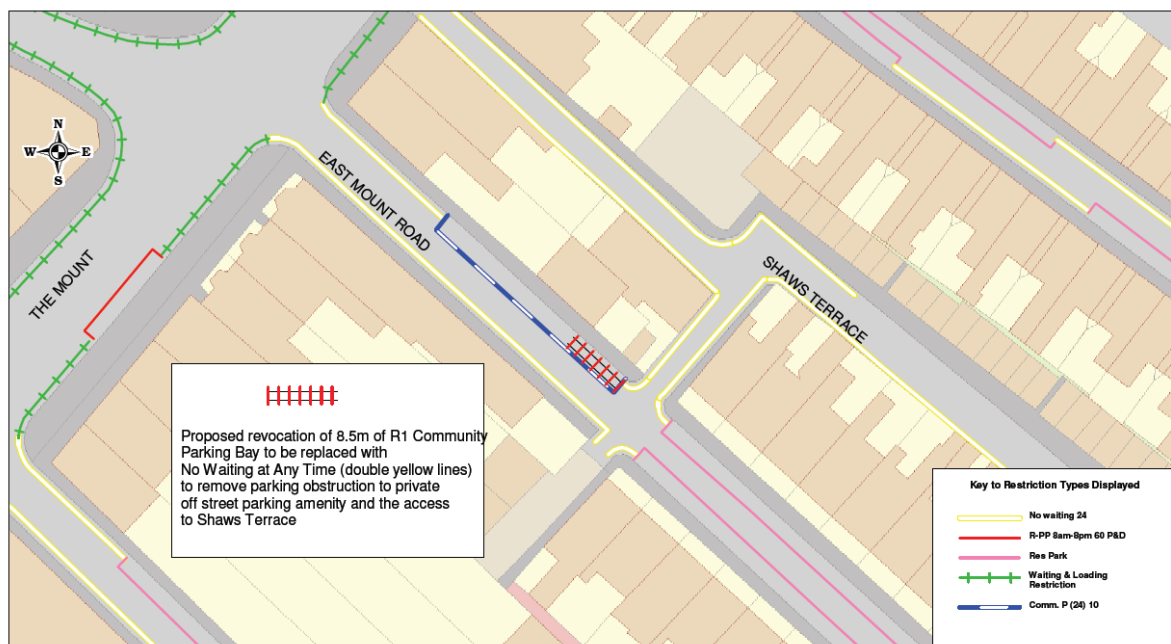 N
W E
S
EAST MOUNT ROAD
THE MOUNT
SHAWS TERRACE
Proposed revocation of 8.5m of R1 Community
Parking Bay to be replaced with
No Waiting at Any Time (double yellow lines)
to remove parking obstruction to private
off street parking amenity and the access
to Shaws Terrace
Key to Restriction Types Displayed
No waiting 24
R-PP 8am-8pm 60 P&D
Res Park
Waiting & Loading
Restriction
Comm. P (24) 10